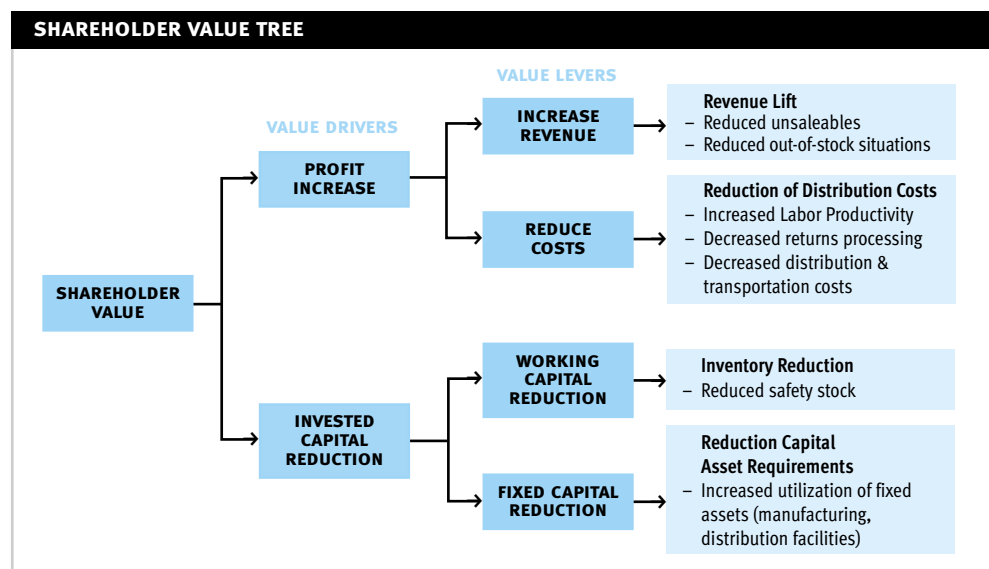 SHAREHOLDER VALUE TREE
VALUE LEVERS
VALUE DRIVERS
SHAREHOLDER
VALUE
PROFIT
INCREASE
INCREASE
REVENUE
Revenue Lift
– Reduced unsaleables
– Reduced out-of-stock situations
REDUCE
COSTS
Reduction of Distribution Costs
– Increased Labor Productivity
– Decreased returns processing
– Decreased distribution &
transportation costs
INVESTED
CAPITAL
REDUCTION
WORKING
CAPITAL
REDUCTION
Inventory Reduction
– Reduced safety stock
FIXED CAPITAL
REDUCTION
Reduction Capital
Asset Requirements
– Increased utilization of fixed
assets (manufacturing,
distribution facilities)